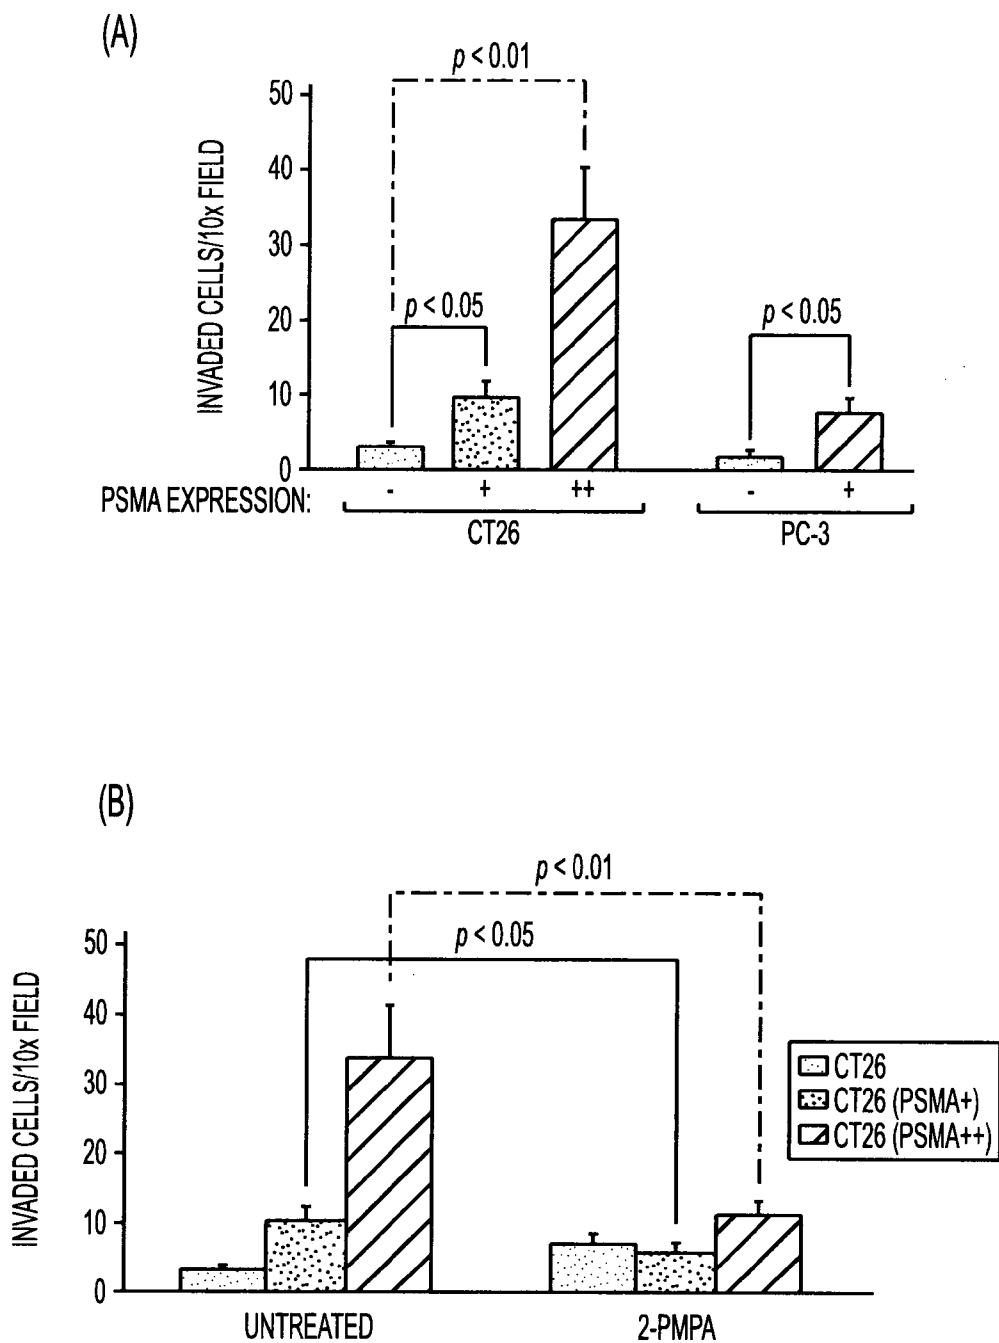 (A)
p < 0.01
50
40
30
20
10
0
INVADED CELLS/10x FIELD
p < 0.05
p < 0.05
PSMA EXPRESSION: - + ++ - +
CT26 PC-3
(B)
p < 0.01
p < 0.05
50
40
30
20
10
0
INVADED CELLS/10x FIELD
CT26
CT26 (PSMA+)
CT26 (PSMA++)
UNTREATED 2-PMPA